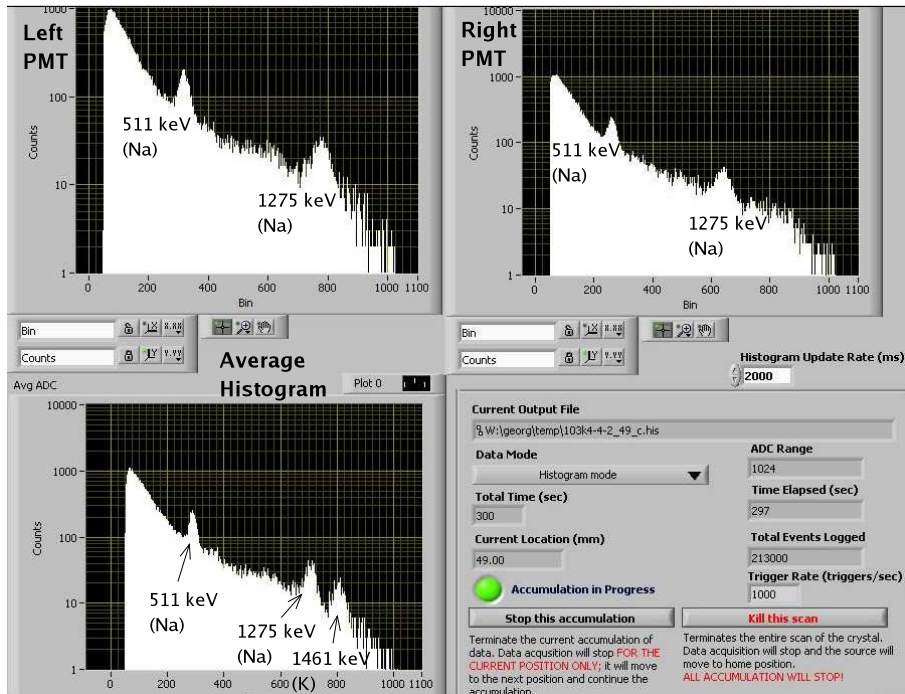 Left
PMT
1000
100
10
1
Counts
0 200 400 600 800 1000 1100
Bin
511 keV
(Na)
1275 keV
(Na)
Right
PMT
10000
1000
100
10
1
Counts
0 200 400 600 800 1000 1100
Bin
511 keV
(Na)
1275 keV
(Na)
Bin
Counts
Bin
Counts
Average
Histogram
Avg ADC
Plot 0
Histogram Update Rate (ms)
2000
10000
1000
100
10
1
Counts
0 200 400 600 800 1000 1100
511 keV
(Na)
1275 keV
(Na)
1461 keV
(K)
Current Output File
W:\georg\temp\103k4-4-2_49_c.his
Data Mode
Histogram mode
ADC Range
1024
Total Time (sec)
300
Time Elapsed (sec)
297
Current Location (mm)
49.00
Total Events Logged
213000
Accumulation in Progress
Trigger Rate (triggers/sec)
1000
Stop this accumulation
Terminate the current accumulation of
data. Data acqusition will stop FOR THE
CURRENT POSITION ONLY; it will move
to the next position and continue the
accumulation
Kill this scan
Terminates the entire scan of the crystal.
Data acquisition will stop and the source will
move to home position.
ALL ACCUMULATION WILL STOP!